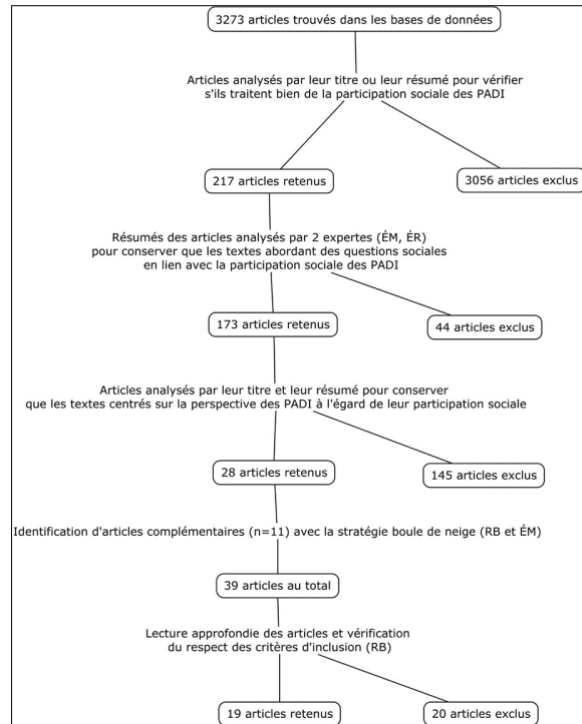 3273 articles trouvés dans les bases de données
Articles analysés par leur titre ou leur résumé pour vérifier
s'ils traitent bien de la participation sociale des PADI
217 articles retenus
3056 articles exclus
Résumés des articles analysés par 2 expertes (ÉM, ÉR)
pour conserver que les textes abordant des questions sociales
en lien avec la participation sociale des PADI
173 articles retenus
44 articles exclus
Articles analysés par leur titre et leur résumé pour conserver
que les textes centrés sur la perspective des PADI à l'égard de leur participation sociale
28 articles retenus
145 articles exclus
Identification d'articles complémentaires (n=11) avec la stratégie boule de neige (RB et ÉM)
39 articles au total
Lecture approfondie des articles et vérification
du respect des critères d'inclusion (RB)
19 articles retenus
20 articles exclus